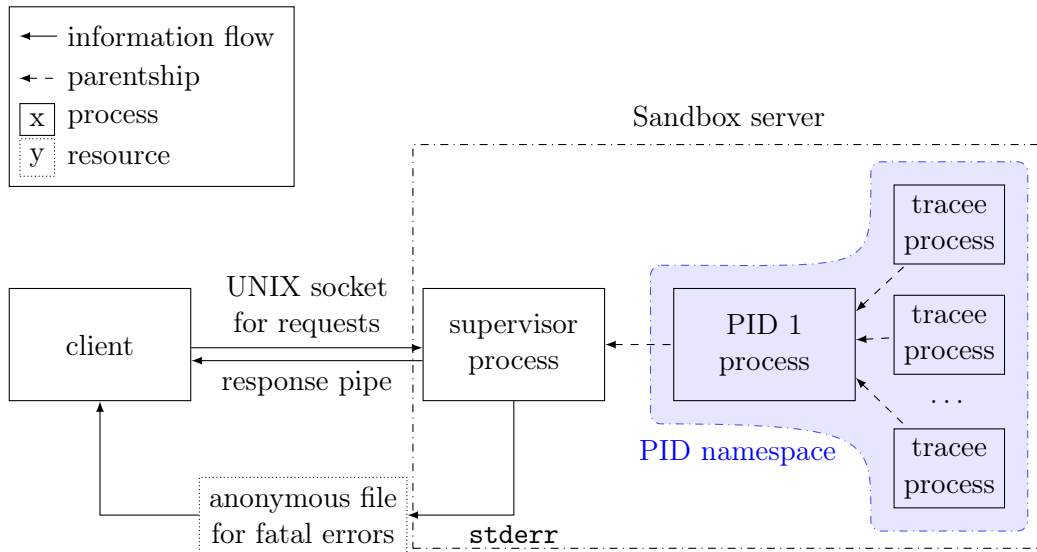 information flow
parentship
x process
y resource
Sandbox server
tracee
process
UNIX socket
for requests
client
supervisor
process
PID 1
process
tracee
process
response pipe
...
PID namespace
tracee
process
anonymous file
for fatal errors
stderr